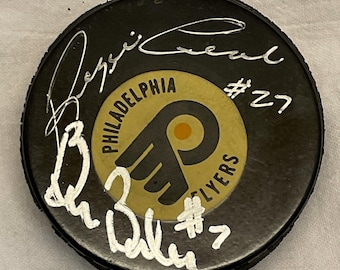 Reggie Leach
#27
PHILADELPHIA
FLYERS
Bill Barber #7